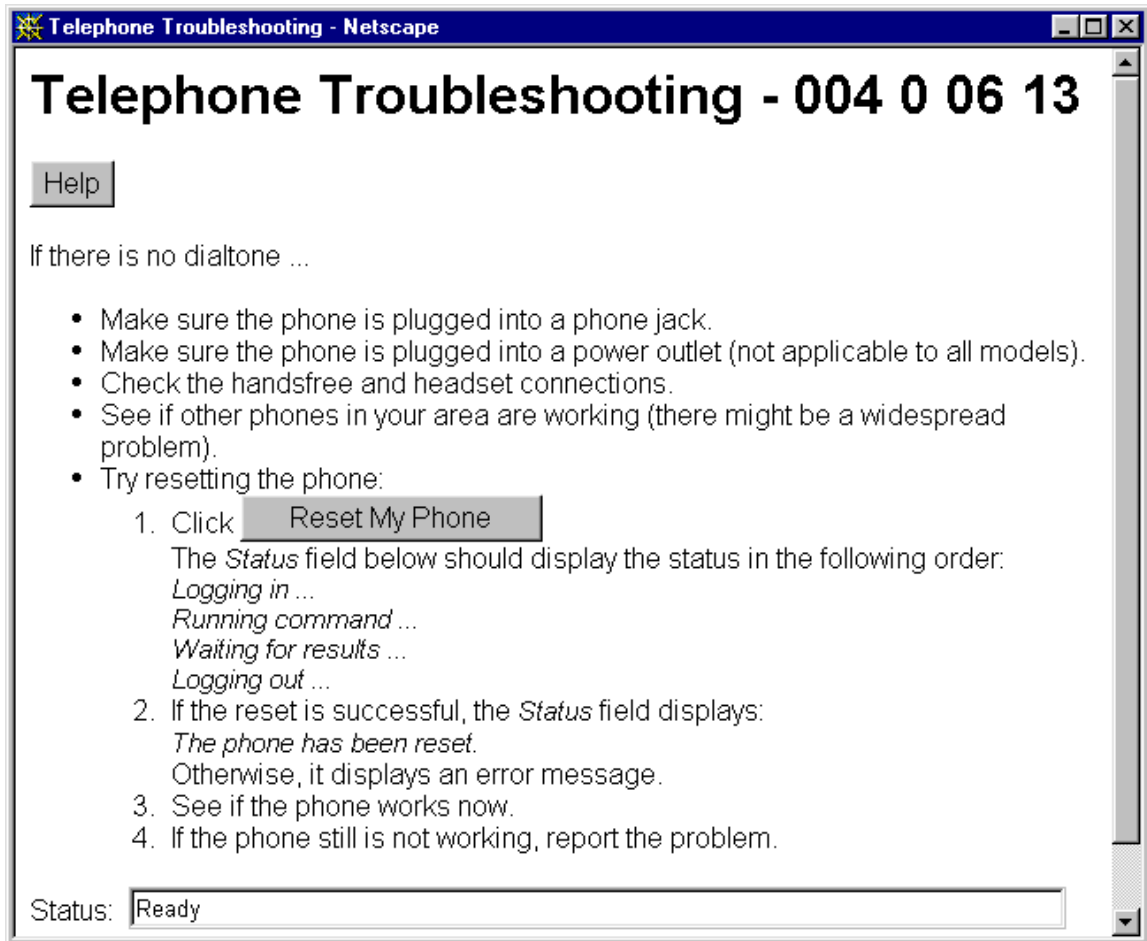 Telephone Troubleshooting - Netscape
Telephone Troubleshooting - 004 0 06 13
Help
If there is no dialtone ...
• Make sure the phone is plugged into a phone jack.
• Make sure the phone is plugged into a power outlet (not applicable to all models).
• Check the handsfree and headset connections.
• See if other phones in your area are working (there might be a widespread
problem).
• Try resetting the phone:
1. Click Reset My Phone
The Status field below should display the status in the following order:
Logging in ...
Running command ...
Waiting for results ...
Logging out ...
2. If the reset is successful, the Status field displays:
The phone has been reset.
Otherwise, it displays an error message.
3. See if the phone works now.
4. If the phone still is not working, report the problem.
Status: Ready